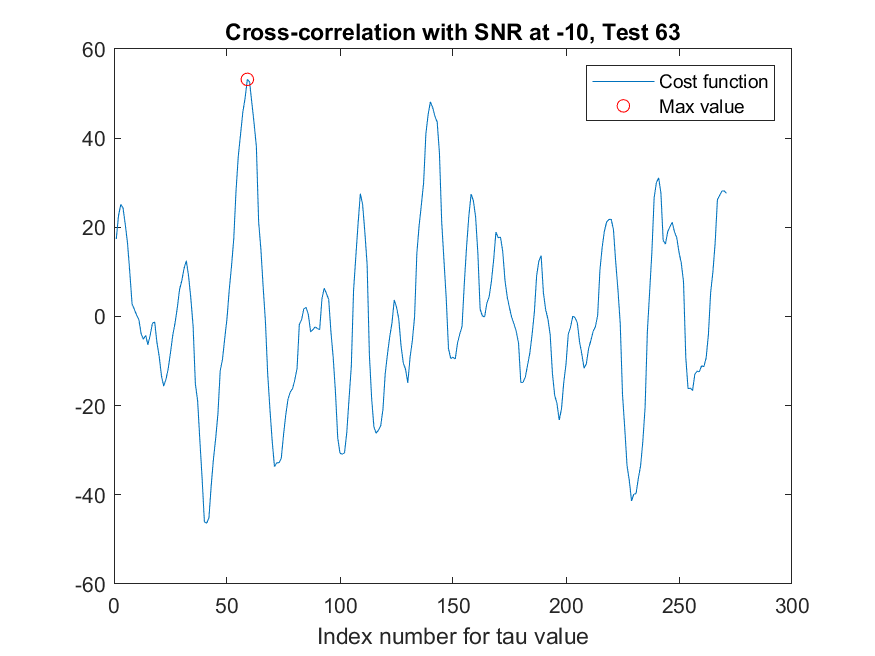 Cross-correlation with SNR at -10, Test 63
60
40
20
0
-20
-40
-60
Cost function
Max value
0 50 100 150 200 250 300
Index number for tau value